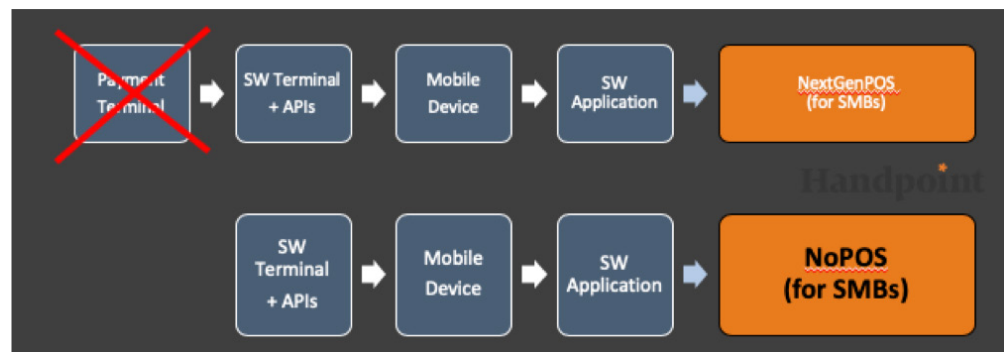 Payment
Terminal
SW Terminal
+ APIs
Mobile
Device
SW
Application
NextGenPOS
(for SMBs)
Handpoint
SW
Terminal
+ APIs
Mobile
Device
SW
Application
NoPOS
(for SMBs)